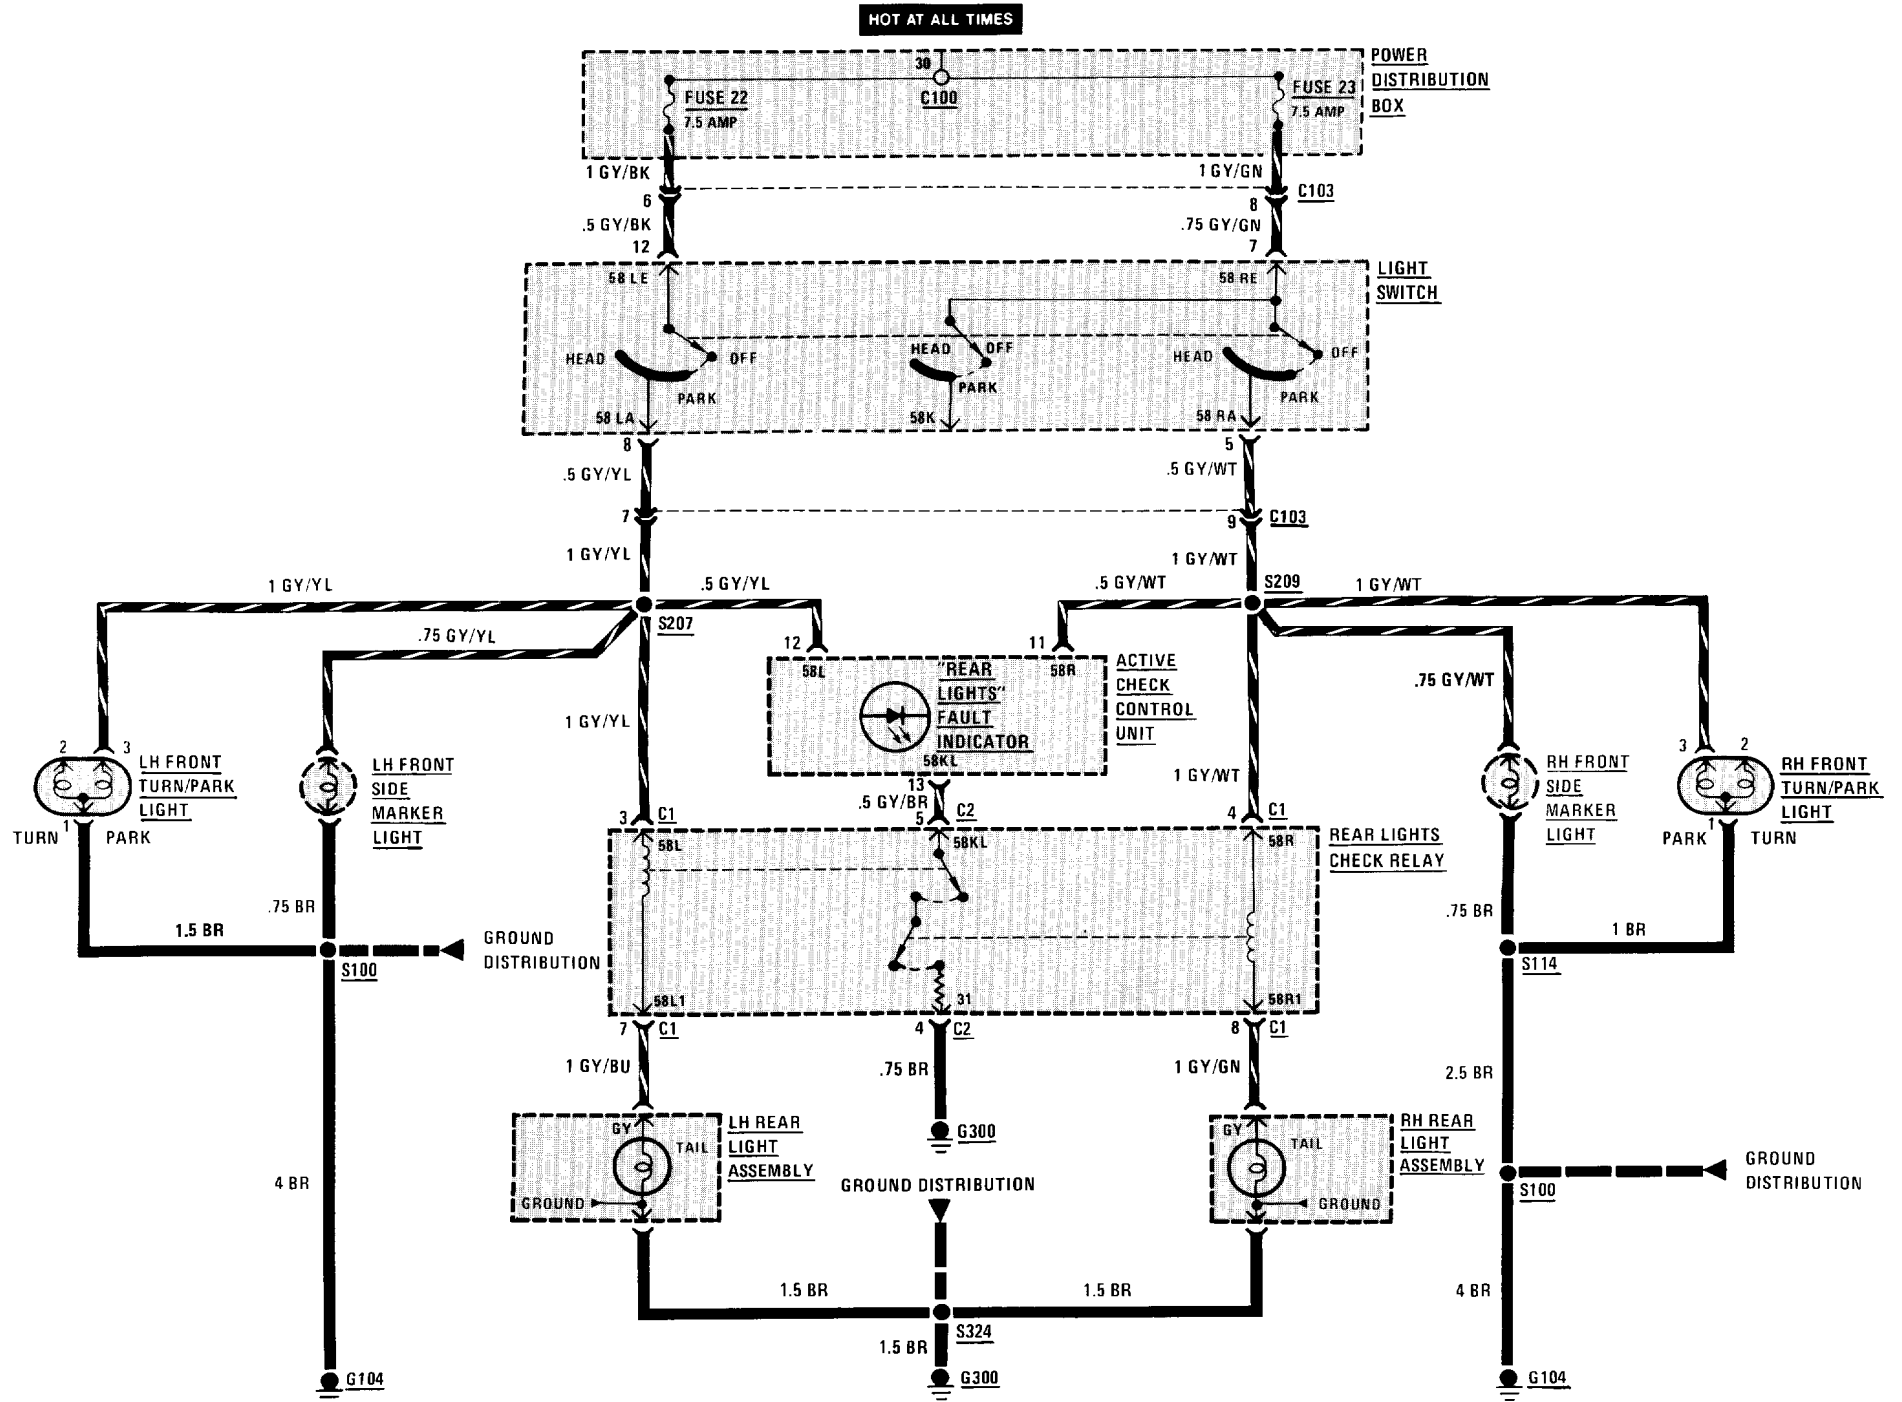 HOT AT ALL TIMES
30
C100
FUSE 22
7.5 AMP
FUSE 23
7.5 AMP
POWER
DISTRIBUTION
BOX
1 GY/BK
1 GY/GN
C103
6
8
.5 GY/BK
.75 GY/GN
12
7
58 LE
58 RE
LIGHT
SWITCH
HEAD
OFF
PARK
HEAD
OFF
PARK
HEAD
OFF
PARK
58 LA
58K
58 RA
8
5
.5 GY/YL
.5 GY/WT
7
9
C103
1 GY/YL
1 GY/WT
1 GY/YL
.5 GY/YL
.5 GY/WT
S209
1 GY/WT
S207
.75 GY/YL
.75 GY/WT
12
11
58L
58R
"REAR
LIGHTS"
FAULT
INDICATOR
58KL
ACTIVE
CHECK
CONTROL
UNIT
1 GY/YL
1 GY/WT
13
.5 GY/BR
2
3
LH FRONT
TURN/PARK
LIGHT
1
TURN
PARK
LH FRONT
SIDE
MARKER
LIGHT
RH FRONT
SIDE
MARKER
LIGHT
3
2
RH FRONT
TURN/PARK
LIGHT
1
PARK
TURN
3
C1
5
C2
4
C1
58L
58KL
58R
REAR LIGHTS
CHECK RELAY
.75 BR
1.5 BR
S100
GROUND
DISTRIBUTION
.75 BR
1 BR
S114
58L1
31
58R1
7
C1
4
C2
8
C1
1 GY/BU
.75 BR
1 GY/GN
2.5 BR
G300
GY
TAIL
GROUND
LH REAR
LIGHT
ASSEMBLY
GY
TAIL
GROUND
RH REAR
LIGHT
ASSEMBLY
GROUND DISTRIBUTION
S100
GROUND
DISTRIBUTION
4 BR
4 BR
1.5 BR
1.5 BR
S324
1.5 BR
G104
G300
G104